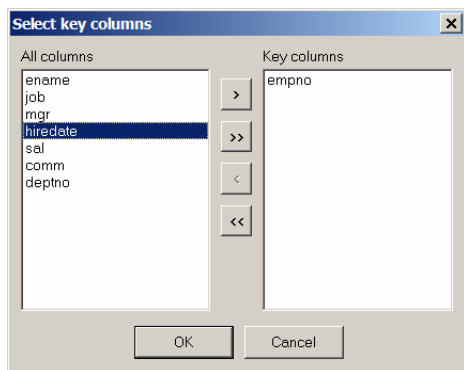 Select key columns
All columns
Key columns
ename
job
mgr
hiredate
sal
comm
deptno
>
>>
<
<<
empno
OK
Cancel